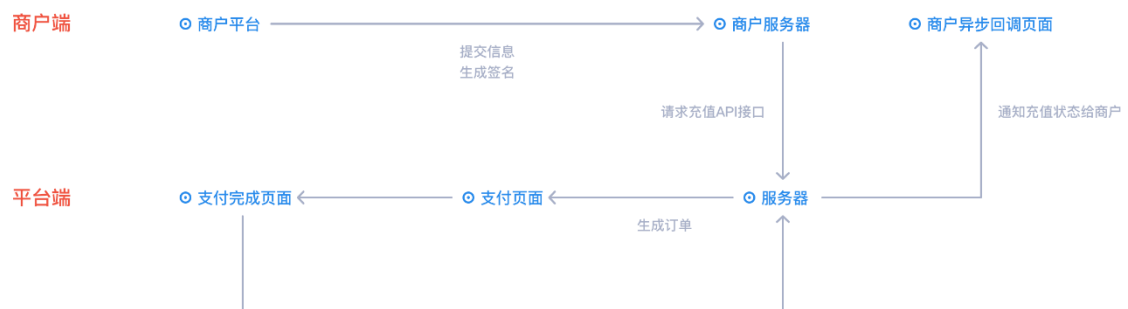 商户端
商户平台
商户服务器
商户异步回调页面
提交信息
生成签名
请求充值API接口
通知充值状态给商户
平台端
支付完成页面
支付页面
服务器
生成订单